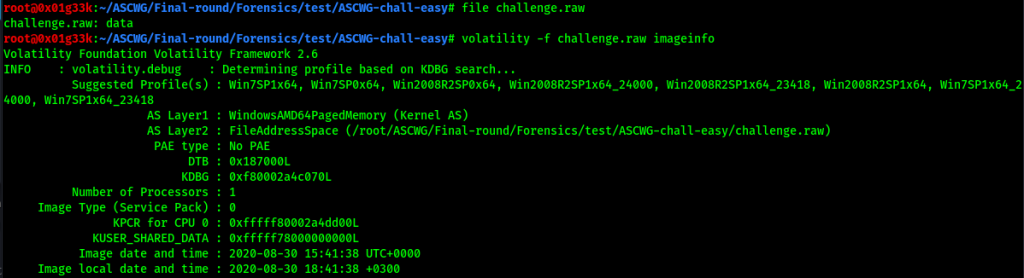 root@0x01g33k:~/ASCWG/Final-round/Forensics/test/ASCWG-chall-easy# file challenge.raw
challenge.raw: data
root@0x01g33k:~/ASCWG/Final-round/Forensics/test/ASCWG-chall-easy# volatility -f challenge.raw imageinfo
Volatility Foundation Volatility Framework 2.6
INFO    : volatility.debug    : Determining profile based on KDBG search...
Suggested Profile(s) : Win7SP1x64, Win7SP0x64, Win2008R2SP0x64, Win2008R2SP1x64_24000, Win2008R2SP1x64_23418, Win2008R2SP1x64, Win7SP1x64_2
4000, Win7SP1x64_23418
AS Layer1 : WindowsAMD64PagedMemory (Kernel AS)
AS Layer2 : FileAddressSpace (/root/ASCWG/Final-round/Forensics/test/ASCWG-chall-easy/challenge.raw)
PAE type : No PAE
DTB : 0x187000L
KDBG : 0xf80002a4c070L
Number of Processors : 1
Image Type (Service Pack) : 0
KPCR for CPU 0 : 0xfffff80002a4dd00L
KUSER_SHARED_DATA : 0xfffff78000000000L
Image date and time : 2020-08-30 15:41:38 UTC+0000
Image local date and time : 2020-08-30 18:41:38 +0300